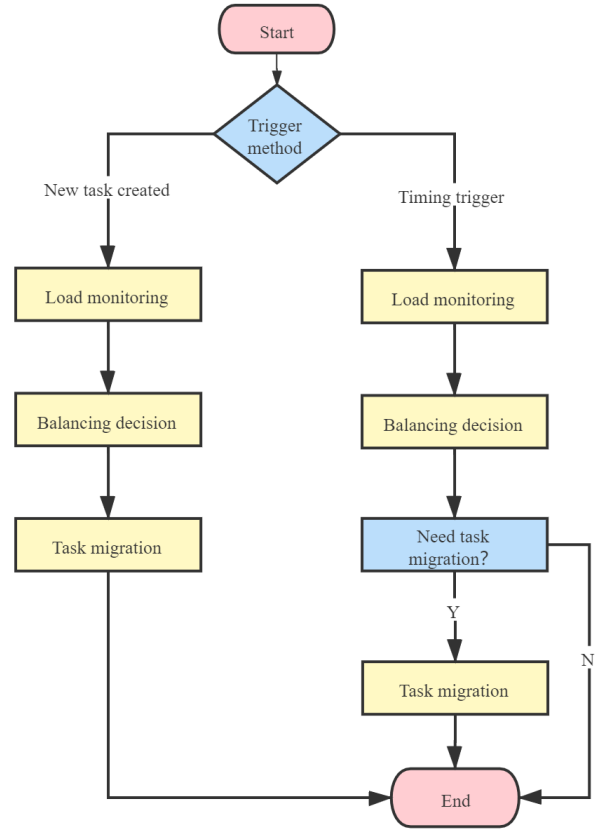 Start
Trigger
method
New task created
Timing trigger
Load monitoring
Load monitoring
Balancing decision
Balancing decision
Task migration
Need task
migration?
Y
N
Task migration
End